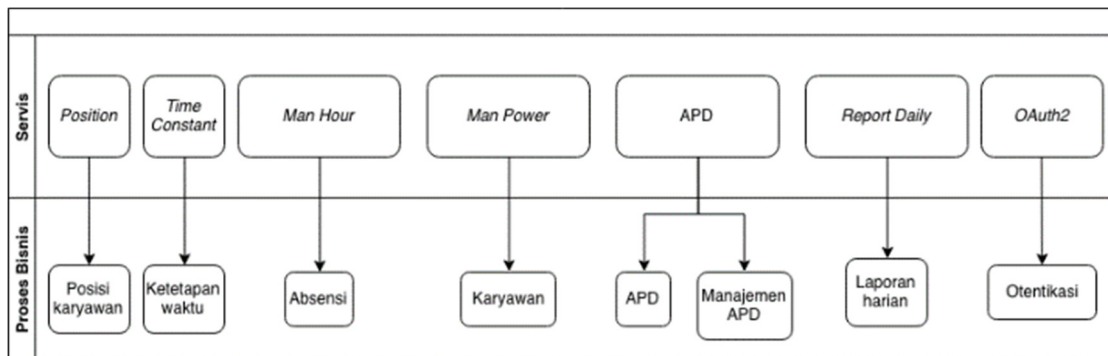 Servis
Position
Time
Constant
Man Hour
Man Power
APD
Report Daily
OAuth2
Proses Bisnis
Posisi
karyawan
Ketetapan
waktu
Absensi
Karyawan
APD
Manajemen
APD
Laporan
harian
Otentikasi